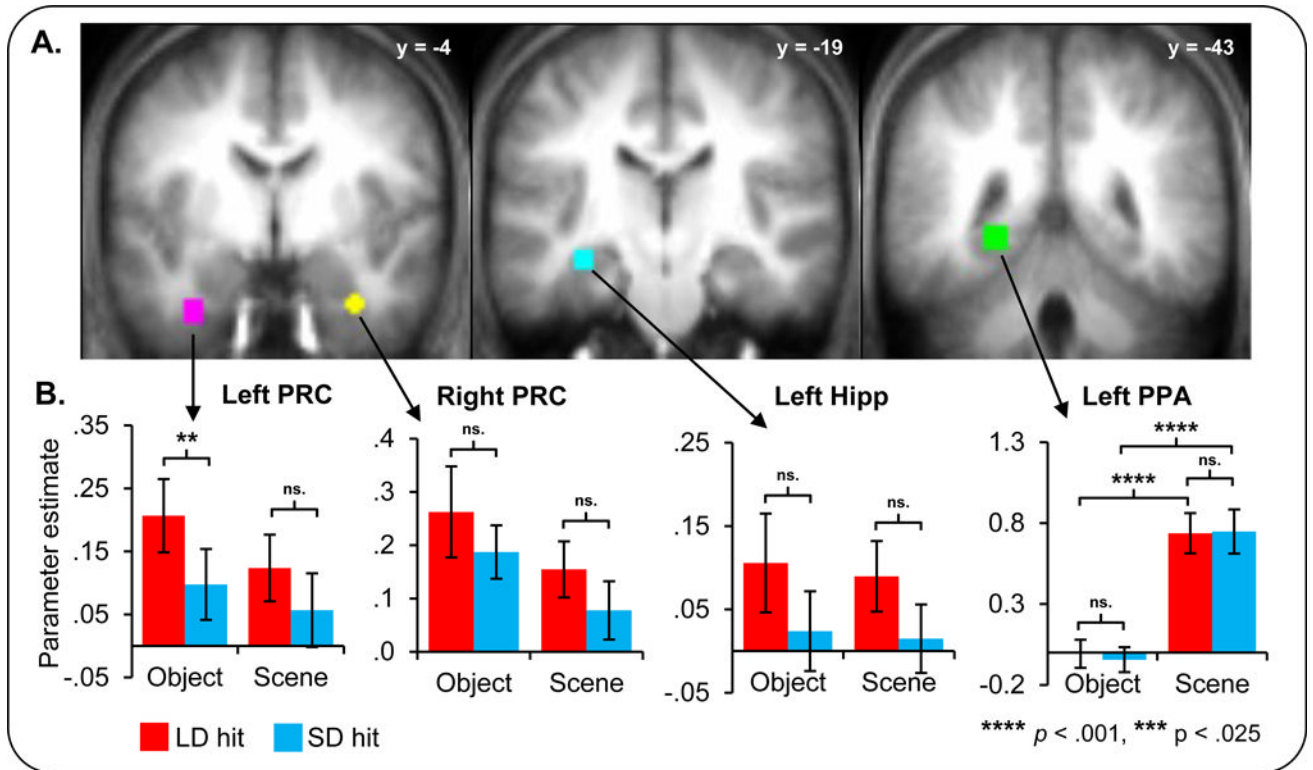 A.
y = -4
y = -19
y = -43
B.
Left PRC
Right PRC
Left Hipp
Left PPA
Parameter estimate
.35
.25
.15
.05
-.05
**
ns.
Object
Scene
.4
.3
.2
.1
.0
ns.
ns.
Object
Scene
.25
.15
.05
-.05
ns.
ns.
Object
Scene
1.3
0.8
0.3
-0.2
****
****
ns.
ns.
Object
Scene
LD hit
SD hit
**** p < .001, *** p < .025